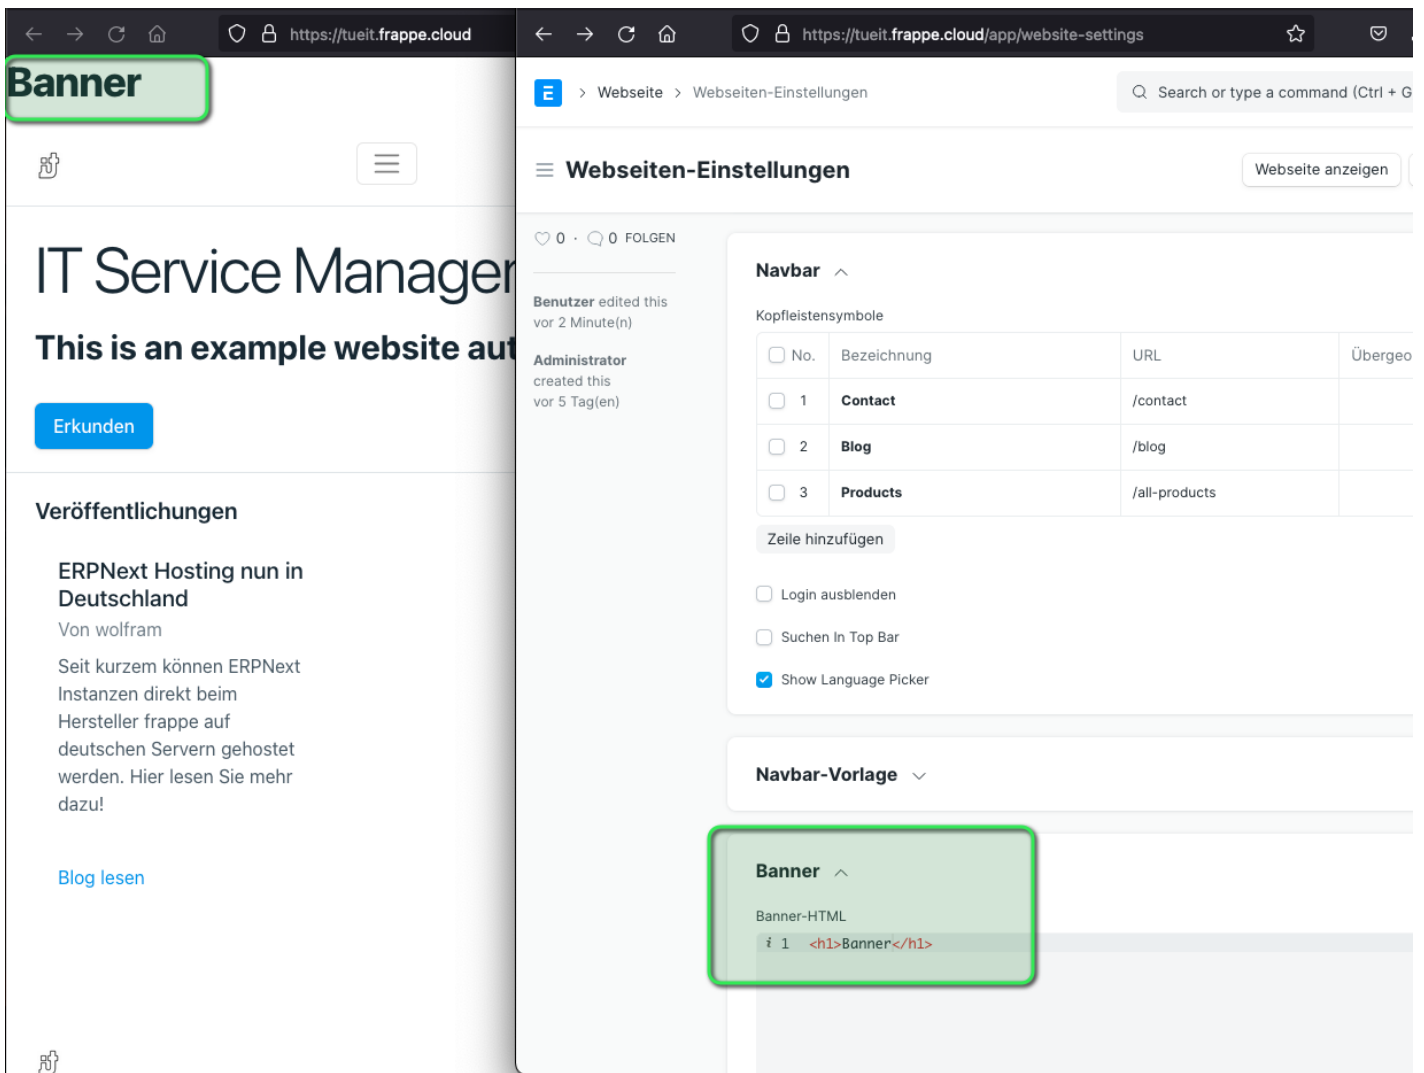 https://tueit.frappe.cloud
Banner
IT Service Manager
This is an example website aut
Erkunden
Veröffentlichungen
ERPNext Hosting nun in
Deutschland
Von wolfram
Seit kurzem können ERPNext
Instanzen direkt beim
Hersteller frappe auf
deutschen Servern gehostet
werden. Hier lesen Sie mehr
dazu!
Blog lesen
https://tueit.frappe.cloud/app/website-settings
E > Webseite > Webseiten-Einstellungen
Search or type a command (Ctrl + G
Webseiten-Einstellungen
Webseite anzeigen
0 · 0 FOLGEN
Benutzer edited this
vor 2 Minute(n)
Administrator
created this
vor 5 Tag(en)
Navbar
Kopfleistensymbole
No. Bezeichnung URL Übergeo
1 Contact /contact
2 Blog /blog
3 Products /all-products
Zeile hinzufügen
Login ausblenden
Suchen In Top Bar
Show Language Picker
Navbar-Vorlage
Banner
Banner-HTML
i 1 <h1>Banner</h1>